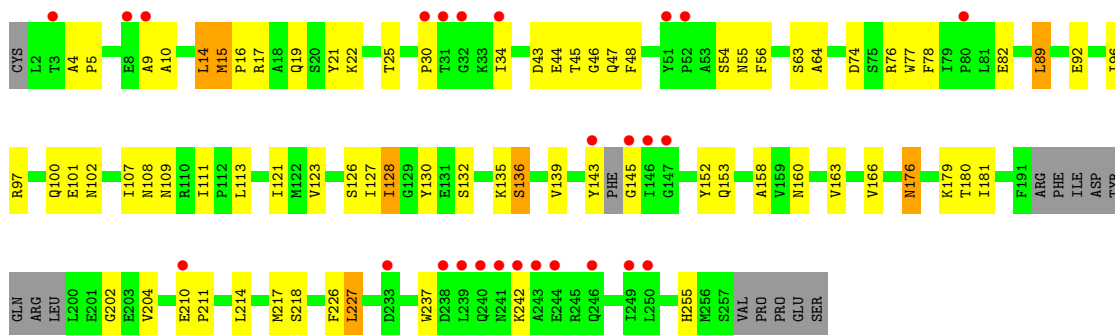 CYS L2 T3 A4 P5 E8 A9 A10 L14 M15 P16 R17 A18 Q19 S20 Y21 K22 T25 P30 T31 G32 K33 I34 D43 E44 T45 G46 Q47 F48 Y51 P52 A53 S54 N55 F56 S63 A64 D74 S75 R76 W77 F78 I79 P80 L81 E82 L89 E92 I96
R97 Q100 E101 N102 I107 N108 N109 R110 I111 P112 L113 I121 M122 V123 S126 I127 I128 G129 Y130 E131 S132 K135 S136 V139 Y143 PHE G145 I146 G147 Y152 Q153 A158 V159 N160 V163 V166 N176 K179 T180 I181 F191 ARG PHE ILE ASP TYR
GLN ARG LEU L200 E201 G202 E203 V204 E210 P211 L214 M217 S218 F226 L227 D233 W237 D238 L239 Q240 N241 K242 A243 E244 R245 Q246 I249 L250 H255 M256 S257 VAL PRO PRO GLU SER